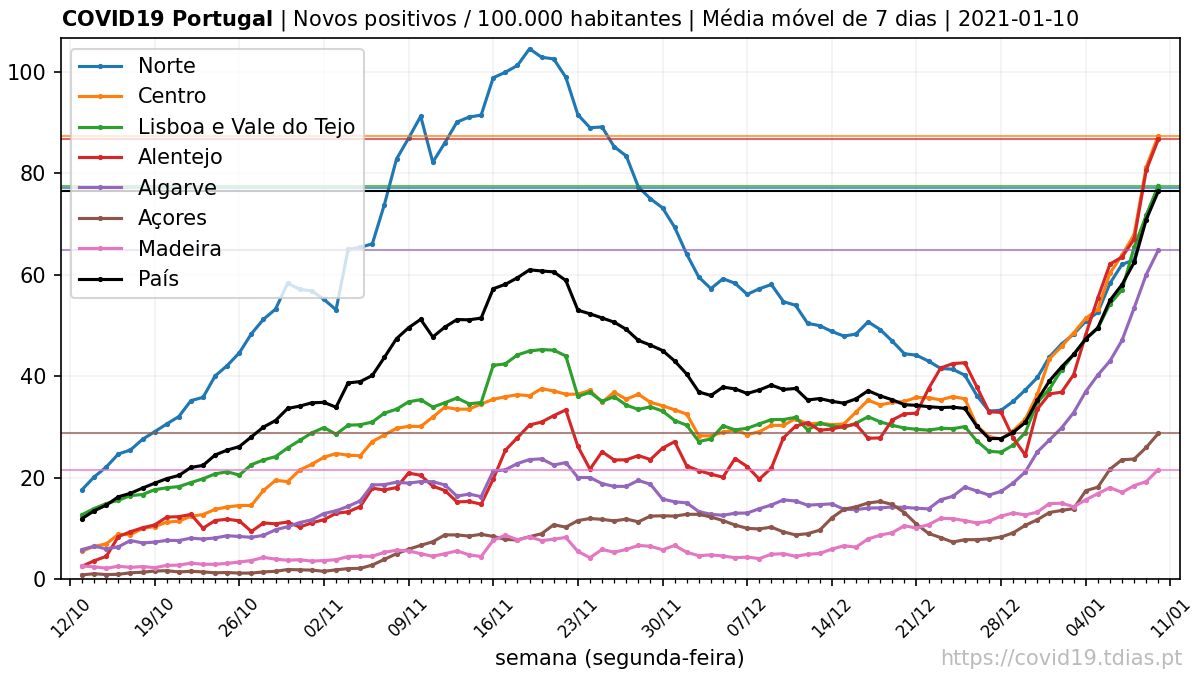 COVID19 Portugal | Novos positivos / 100.000 habitantes | Média móvel de 7 dias | 2021-01-10
Norte
Centro
Lisboa e Vale do Tejo
Alentejo
Algarve
Açores
Madeira
País
100
80
60
40
20
0
12/10
19/10
26/10
02/11
09/11
16/11
23/11
30/11
07/12
14/12
21/12
28/12
04/01
11/01
semana (segunda-feira)
https://covid19.tdias.pt